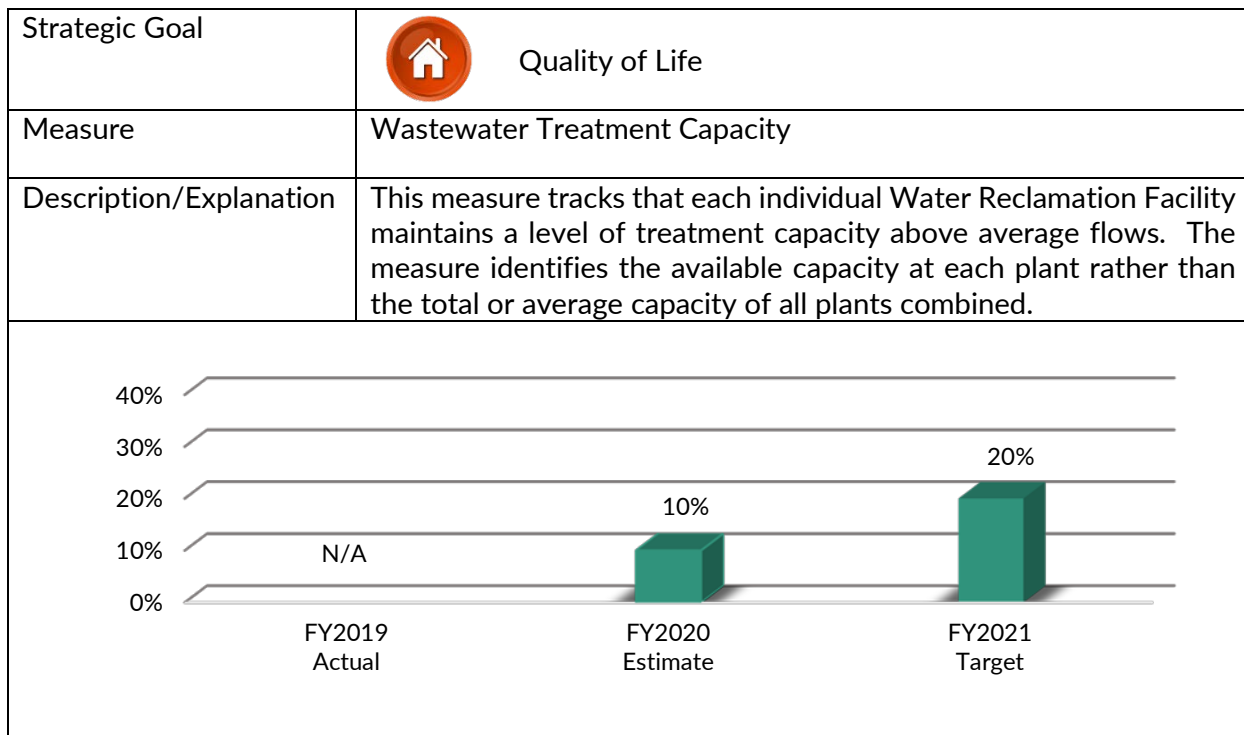 Strategic Goal
Quality of Life
Measure
Wastewater Treatment Capacity
Description/Explanation
This measure tracks that each individual Water Reclamation Facility
maintains a level of treatment capacity above average flows. The
measure identifies the available capacity at each plant rather than
the total or average capacity of all plants combined.
40%
30%
20%
10%
0%
N/A
10%
20%
FY2019
Actual
FY2020
Estimate
FY2021
Target